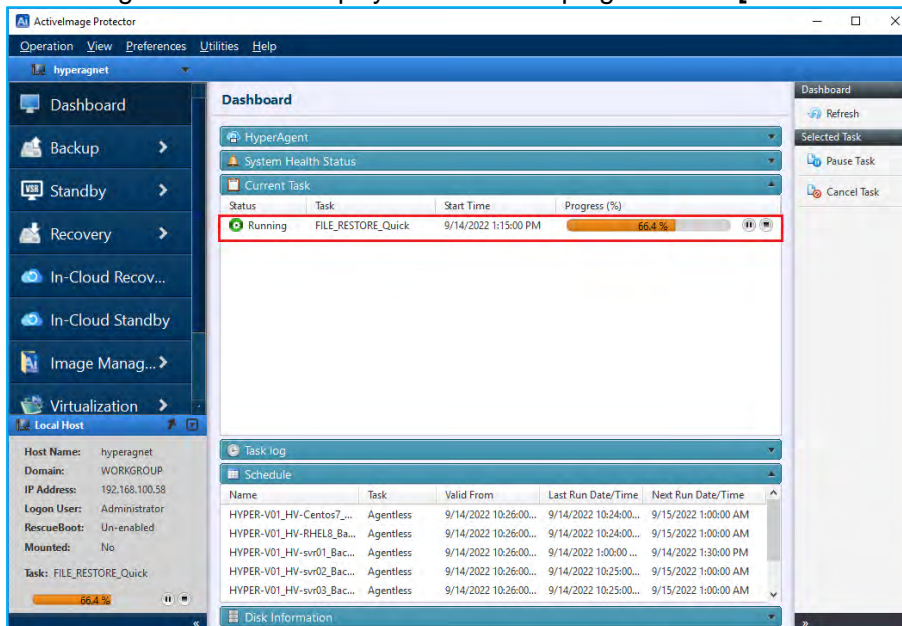 ActiveImage Protector
Operation View Preferences Utilities Help
hyperagnet
Dashboard
Backup
Standby
Recovery
In-Cloud Recov...
In-Cloud Standby
Image Manag...
Virtualization
Local Host
Host Name: hyperagnet
Domain: WORKGROUP
IP Address: 192.168.100.58
Logon User: Administrator
RescueBoot: Un-enabled
Mounted: No
Task: FILE_RESTORE_Quick
66.4 %
Dashboard
HyperAgent
System Health Status
Current Task
Status Task Start Time Progress (%)
Running FILE_RESTORE_Quick 9/14/2022 1:15:00 PM 66.4 %
Task log
Schedule
Name Task Valid From Last Run Date/Time Next Run Date/Time
HYPER-V01_HV-Centos7_... Agentless 9/14/2022 10:26:00... 9/14/2022 10:24:00... 9/15/2022 1:00:00 AM
HYPER-V01_HV-RHEL8_Ba... Agentless 9/14/2022 10:26:00... 9/14/2022 10:24:00... 9/15/2022 1:00:00 AM
HYPER-V01_HV-svr01_Bac... Agentless 9/14/2022 10:26:00... 9/14/2022 1:00:00 ... 9/14/2022 1:30:00 PM
HYPER-V01_HV-svr02_Bac... Agentless 9/14/2022 10:26:00... 9/14/2022 10:25:00... 9/15/2022 1:00:00 AM
HYPER-V01_HV-svr03_Bac... Agentless 9/14/2022 10:26:00... 9/14/2022 10:25:00... 9/15/2022 1:00:00 AM
Disk Information
Dashboard
Refresh
Selected Task
Pause Task
Cancel Task